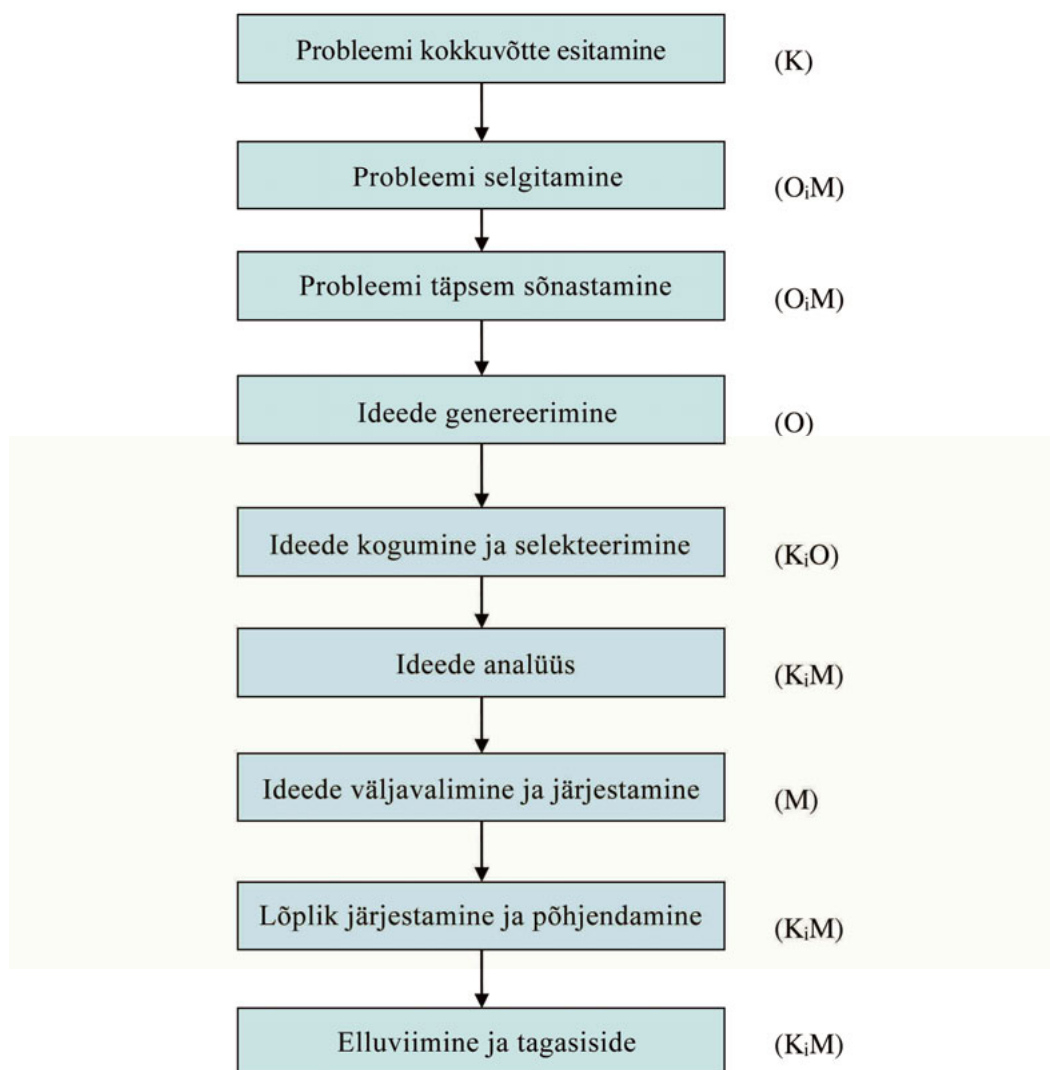 Probleemi kokkuvõtte esitamine (K)
Probleemi selgitamine (OiM)
Probleemi täpsem sõnastamine (OiM)
Ideede genereerimine (O)
Ideede kogumine ja selekteerimine (KiO)
Ideede analüüs (KiM)
Ideede väljavalimine ja järjestamine (M)
Lõplik järjestamine ja põhjendamine (KiM)
Elluviimine ja tagasiside (KiM)